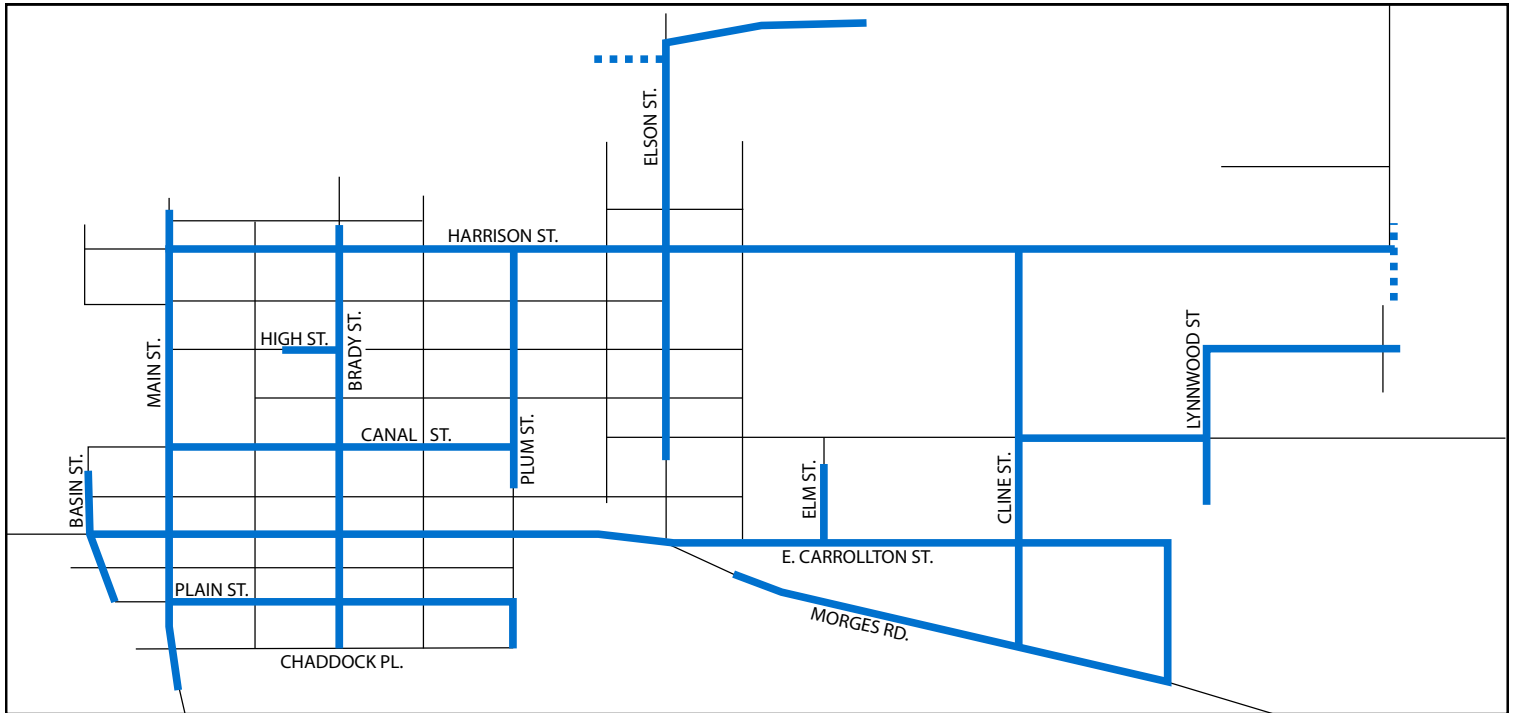 ELSON ST.
HARRISON ST.
MAIN ST.
HIGH ST.
BRADY ST.
LYNNWOOD ST
CANAL ST.
PLUM ST.
BASIN ST.
ELM ST.
CLINE ST.
E. CARROLLTON ST.
PLAIN ST.
MORGES RD.
CHADDOCK PL.